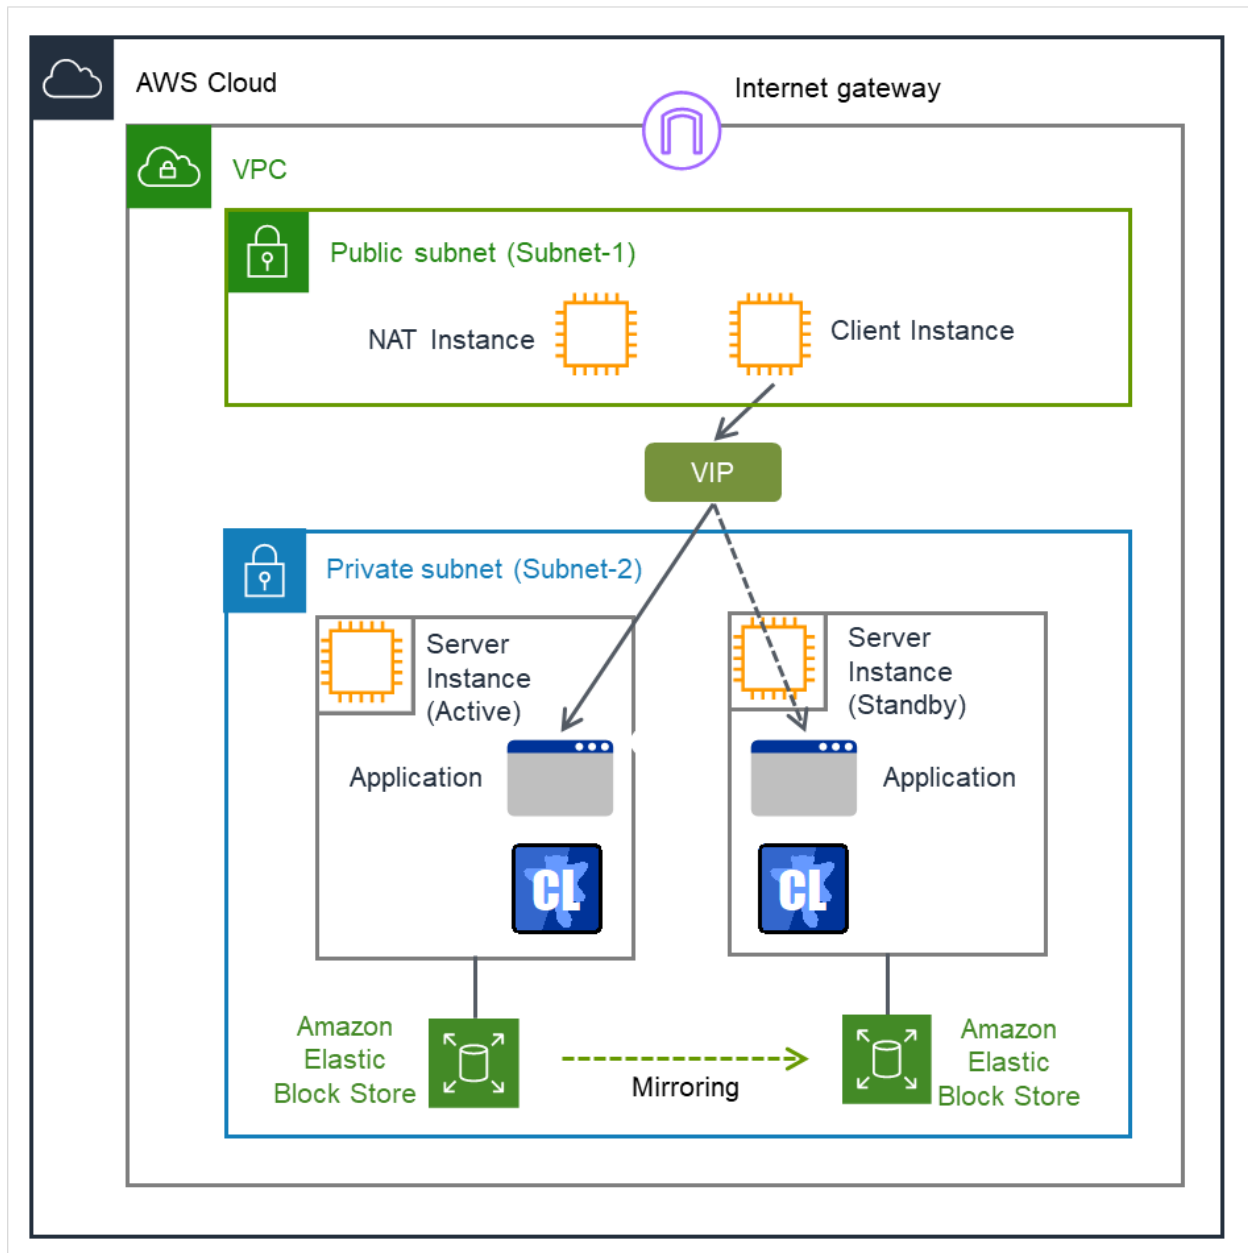 AWS Cloud
Internet gateway
VPC
Public subnet (Subnet-1)
NAT Instance
Client Instance
VIP
Private subnet (Subnet-2)
Server
Instance
(Active)
Server
Instance
(Standby)
Application
Application
CL
CL
Amazon
Elastic
Block Store
Mirroring
Amazon
Elastic
Block Store